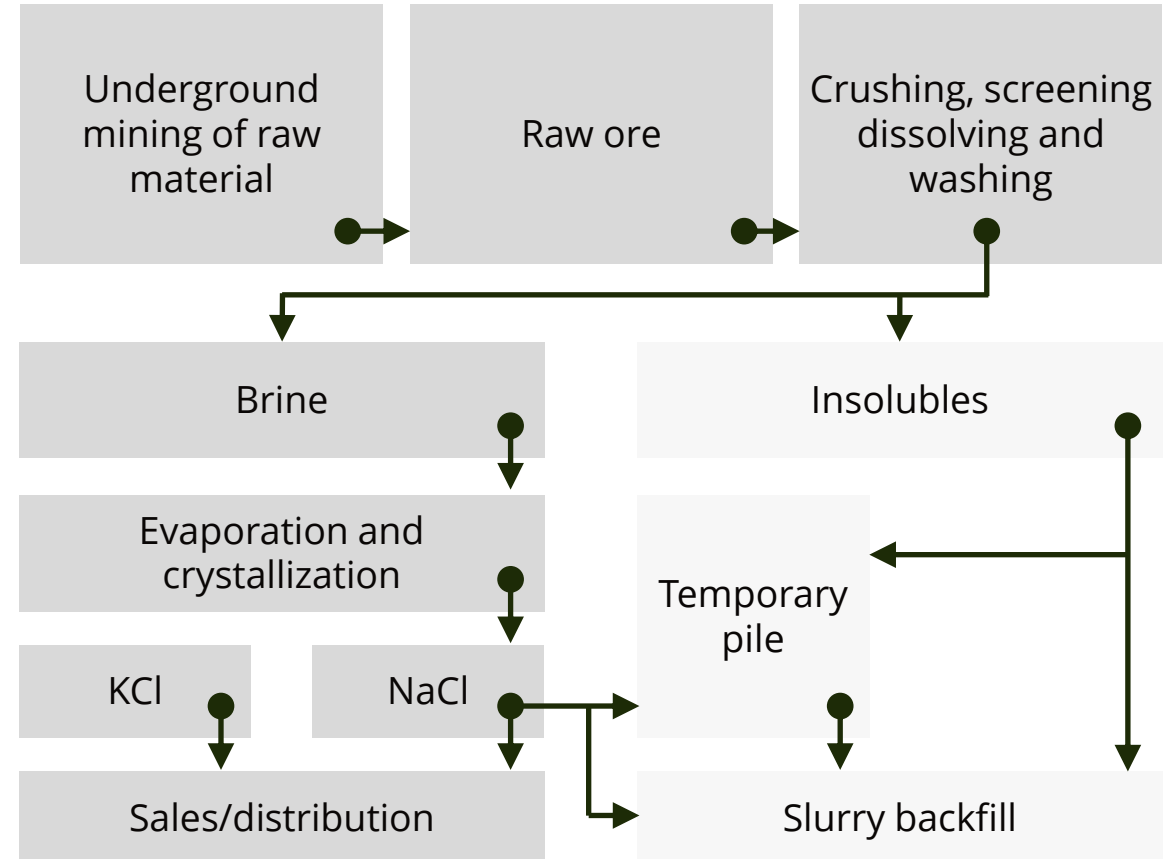 Underground
mining of raw
material
Raw ore
Crushing, screening
dissolving and
washing
Brine
Insolubles
Evaporation and
crystallization
Temporary
pile
KCl
NaCl
Sales/distribution
Slurry backfill